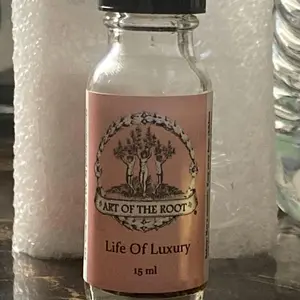 ART OF THE ROOT
Life Of Luxury
15 ml